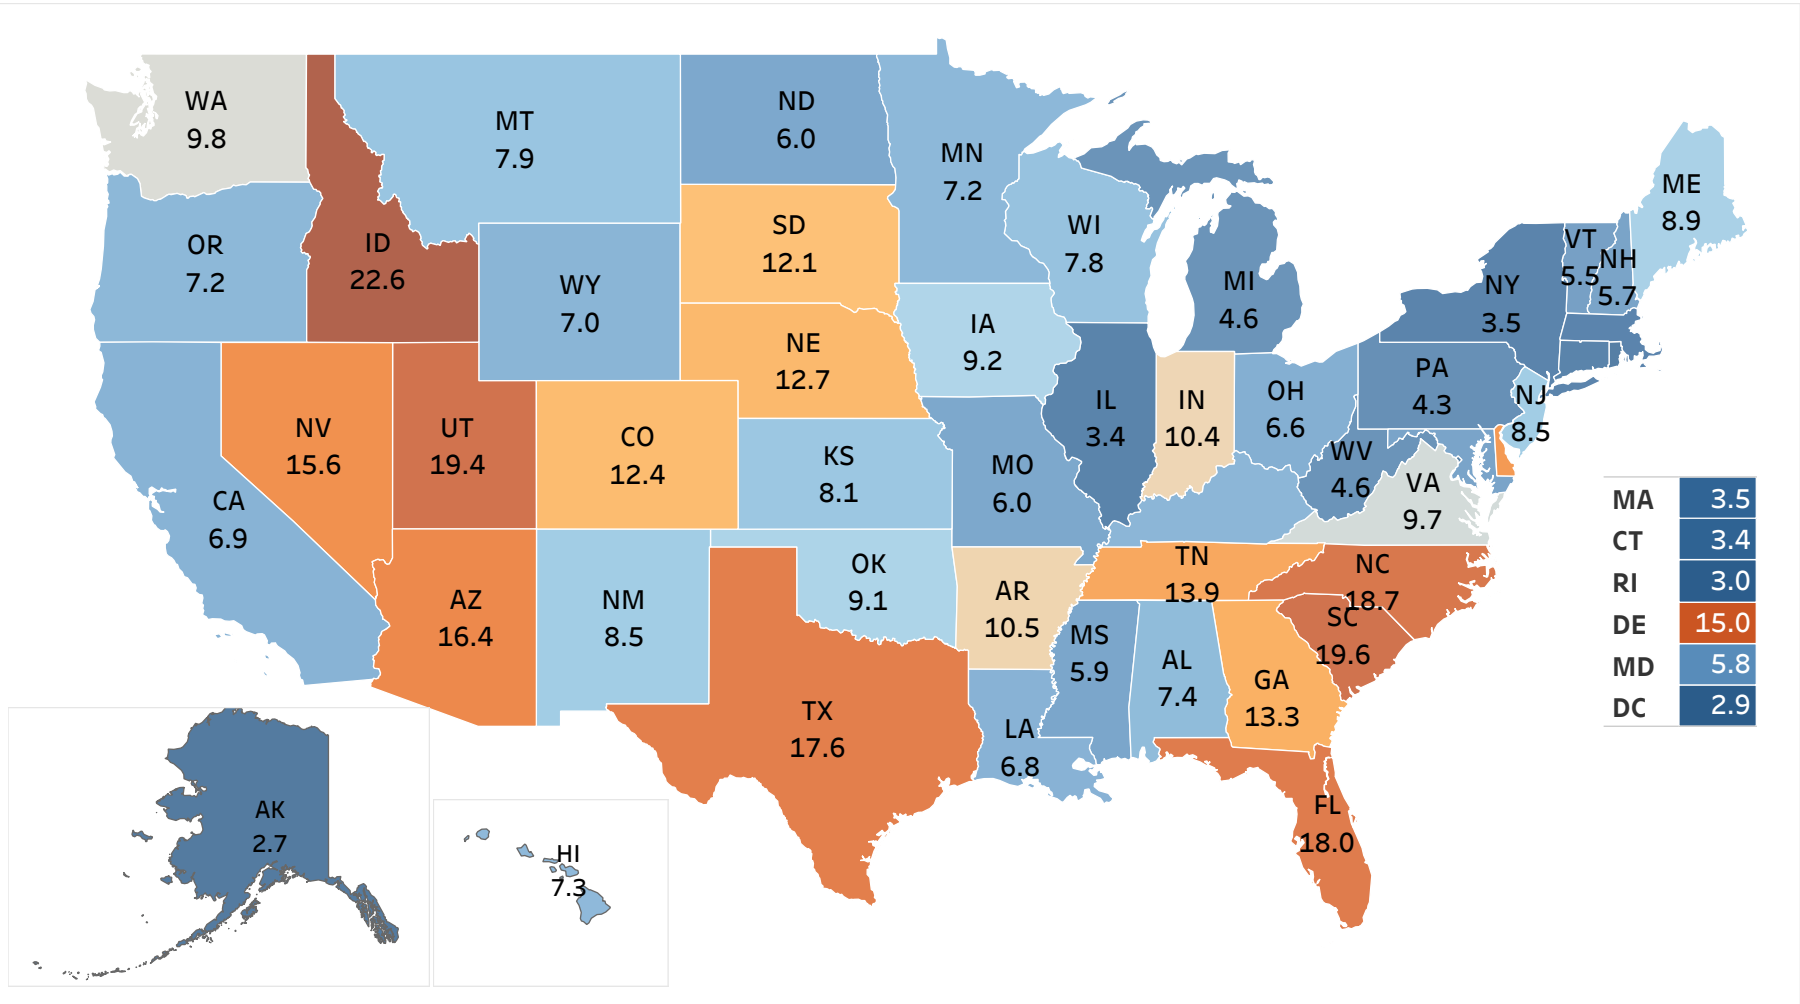 WA
9.8
MT
7.9
ND
6.0
MN
7.2
OR
7.2
ID
22.6
WY
7.0
SD
12.1
WI
7.8
MI
4.6
ME
8.9
VT
5.5
NH
5.7
NY
3.5
NV
15.6
UT
19.4
CO
12.4
NE
12.7
IA
9.2
IL
3.4
IN
10.4
OH
6.6
PA
4.3
NJ
8.5
CA
6.9
KS
8.1
MO
6.0
WV
4.6
VA
9.7
AZ
16.4
NM
8.5
OK
9.1
AR
10.5
TN
13.9
NC
18.7
SC
19.6
TX
17.6
LA
6.8
MS
5.9
AL
7.4
GA
13.3
FL
18.0
AK
2.7
HI
7.3
MA 3.5
CT 3.4
RI 3.0
DE 15.0
MD 5.8
DC 2.9